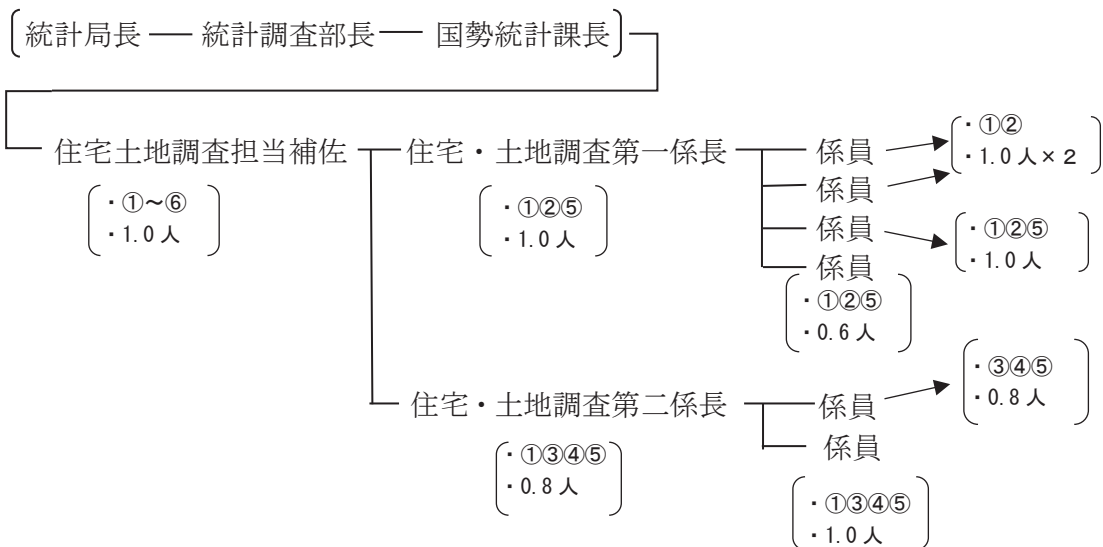 統計局長 統計調査部長 国勢統計課長
住宅土地調査担当補佐
・①～⑥
・1.0人
住宅・土地調査第一係長
・①②⑤
・1.0人
係員
・①②
・1.0人×2
係員
係員
・①②⑤
・1.0人
係員
・①②⑤
・0.6人
住宅・土地調査第二係長
・①③④⑤
・0.8人
係員
・③④⑤
・0.8人
係員
・①③④⑤
・1.0人